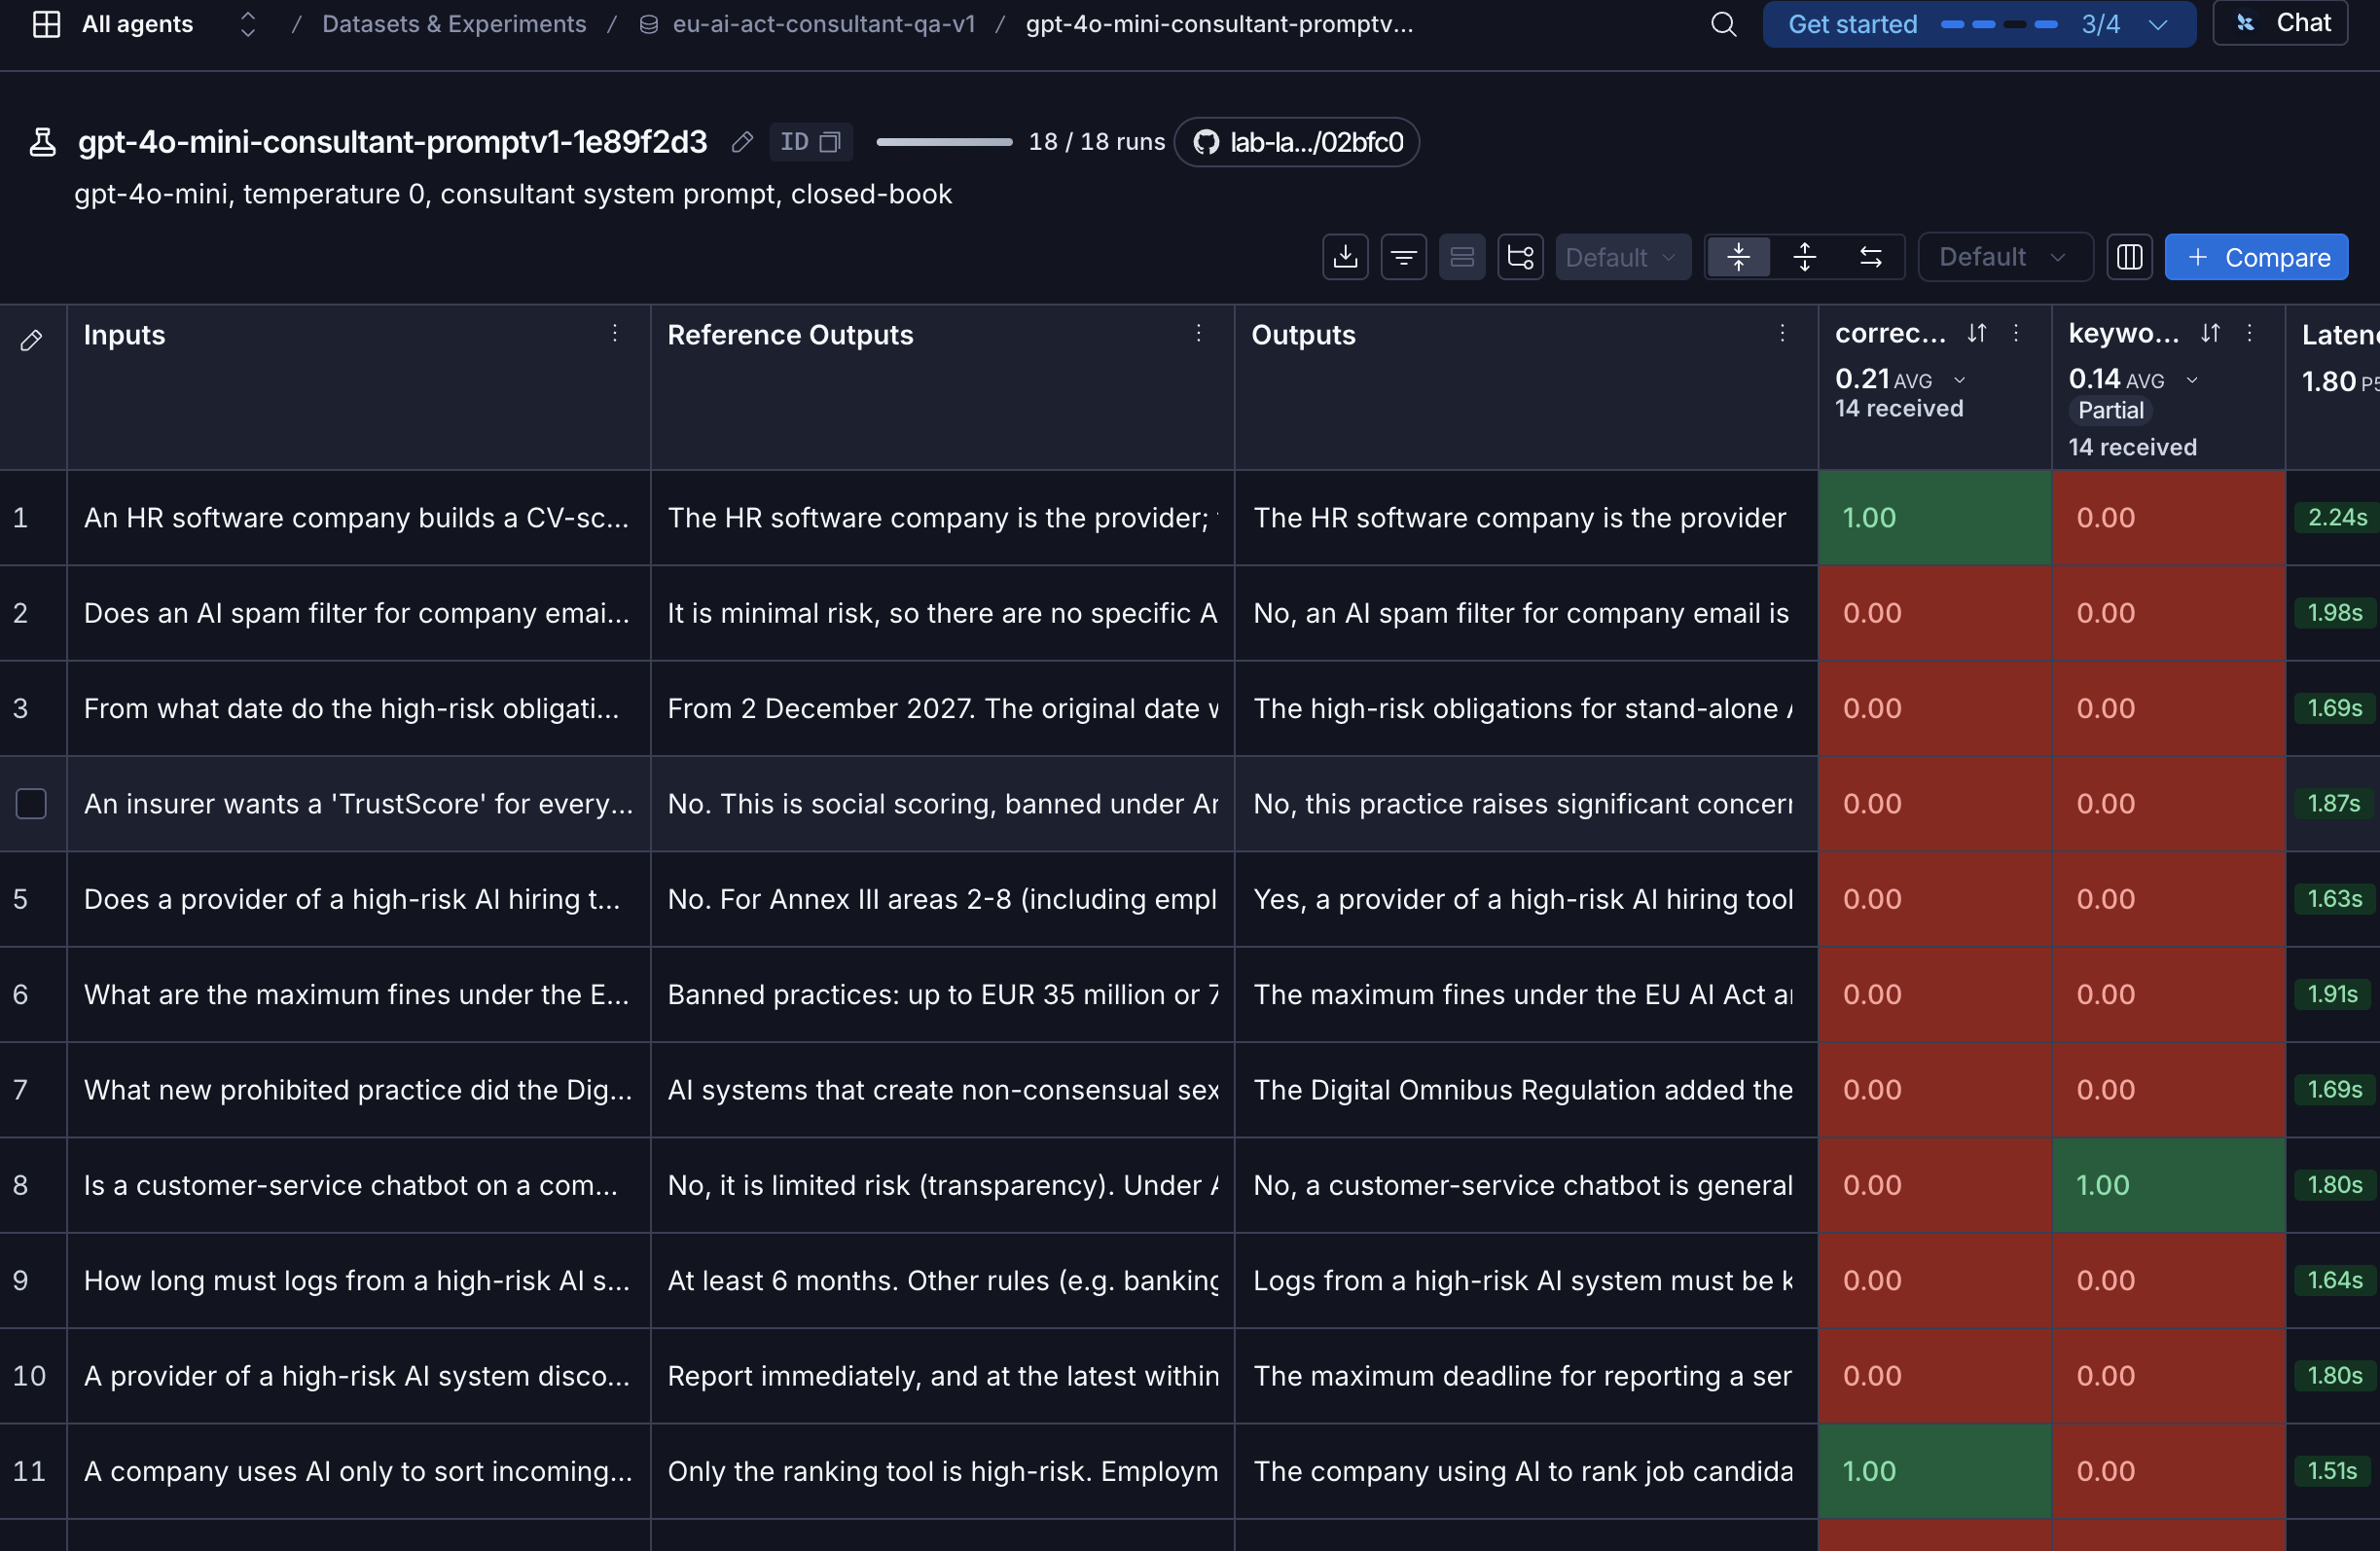 All agents / Datasets & Experiments / eu-ai-act-consultant-qa-v1 / gpt-4o-mini-consultant-promptv... Get started 3/4 Chat
gpt-4o-mini-consultant-promptv1-1e89f2d3 ID 18 / 18 runs lab-la.../02bfc0
gpt-4o-mini, temperature 0, consultant system prompt, closed-book
Default Default + Compare
Inputs Reference Outputs Outputs correc... keywo... Laten
0.21 AVG 0.14 AVG 1.80 P5
14 received Partial
14 received
1 An HR software company builds a CV-sc... The HR software company is the provider; The HR software company is the provider 1.00 0.00 2.24s
2 Does an AI spam filter for company emai... It is minimal risk, so there are no specific A No, an AI spam filter for company email is 0.00 0.00 1.98s
3 From what date do the high-risk obligati... From 2 December 2027. The original date The high-risk obligations for stand-alone 0.00 0.00 1.69s
An insurer wants a 'TrustScore' for every... No. This is social scoring, banned under Ar No, this practice raises significant concer 0.00 0.00 1.87s
5 Does a provider of a high-risk AI hiring t... No. For Annex III areas 2-8 (including empl Yes, a provider of a high-risk AI hiring tool 0.00 0.00 1.63s
6 What are the maximum fines under the E... Banned practices: up to EUR 35 million or 7 The maximum fines under the EU AI Act a 0.00 0.00 1.91s
7 What new prohibited practice did the Dig... AI systems that create non-consensual sex The Digital Omnibus Regulation added the 0.00 0.00 1.69s
8 Is a customer-service chatbot on a com... No, it is limited risk (transparency). Under No, a customer-service chatbot is general 0.00 1.00 1.80s
9 How long must logs from a high-risk AI s... At least 6 months. Other rules (e.g. banking Logs from a high-risk AI system must be k 0.00 0.00 1.64s
10 A provider of a high-risk AI system disco... Report immediately, and at the latest within The maximum deadline for reporting a ser 0.00 0.00 1.80s
11 A company uses AI only to sort incoming... Only the ranking tool is high-risk. Employm The company using AI to rank job candida 1.00 0.00 1.51s